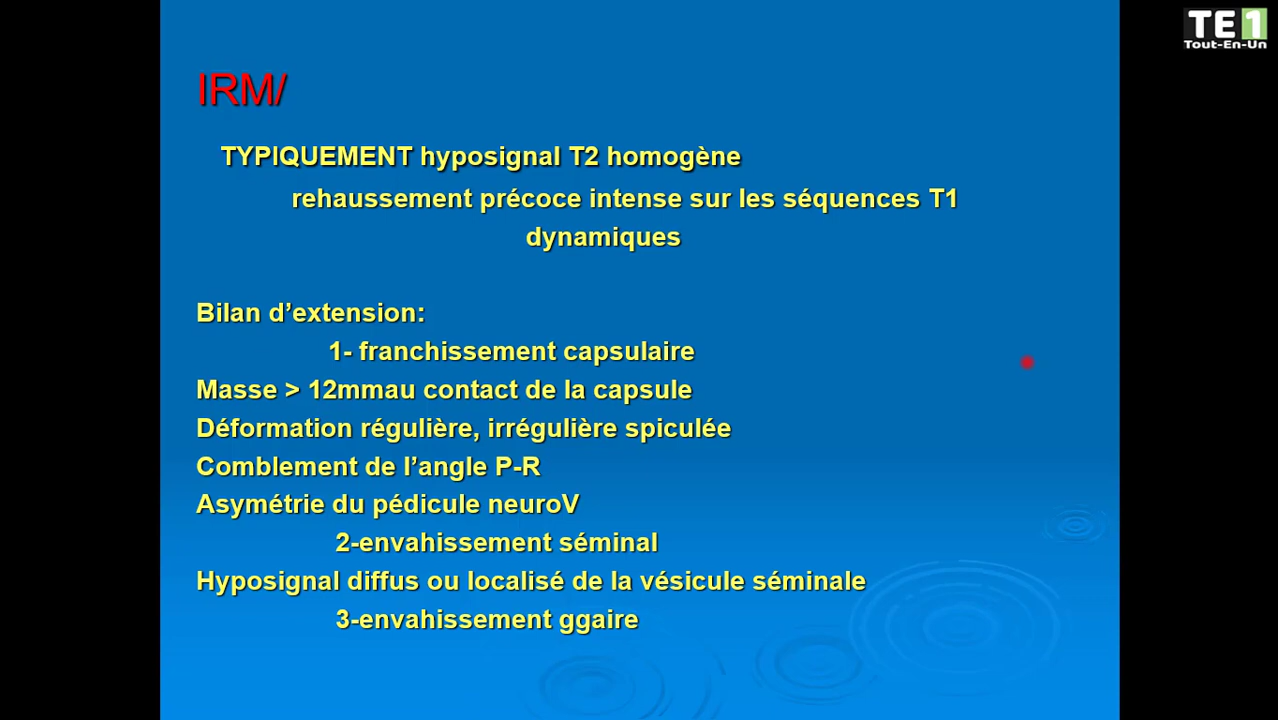 TE1
Tout-En-Un
IRM/
TYPIQUEMENT hyposignal T2 homogène
rehaussement précoce intense sur les séquences T1
dynamiques
Bilan d’extension:
1- franchissement capsulaire
Masse > 12mmau contact de la capsule
Déformation régulière, irrégulière spiculée
Comblement de l’angle P-R
Asymétrie du pédicule neuroV
2-envahissement séminal
Hyposignal diffus ou localisé de la vésicule séminale
3-envahissement ggaire